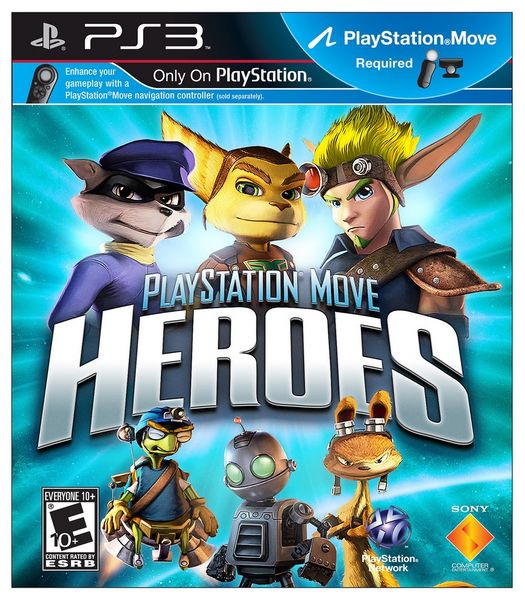 PS3™
PlayStation®Move
Required
Enhance your
gameplay with a
PlayStation®Move navigation controller (sold separately).
Only On PlayStation®
PLAYSTATION® MOVE
HEROES
EVERYONE 10+
E
10+
CONTENT RATED BY
ESRB
PlayStation®
Network
SONY
COMPUTER
ENTERTAINMENT®